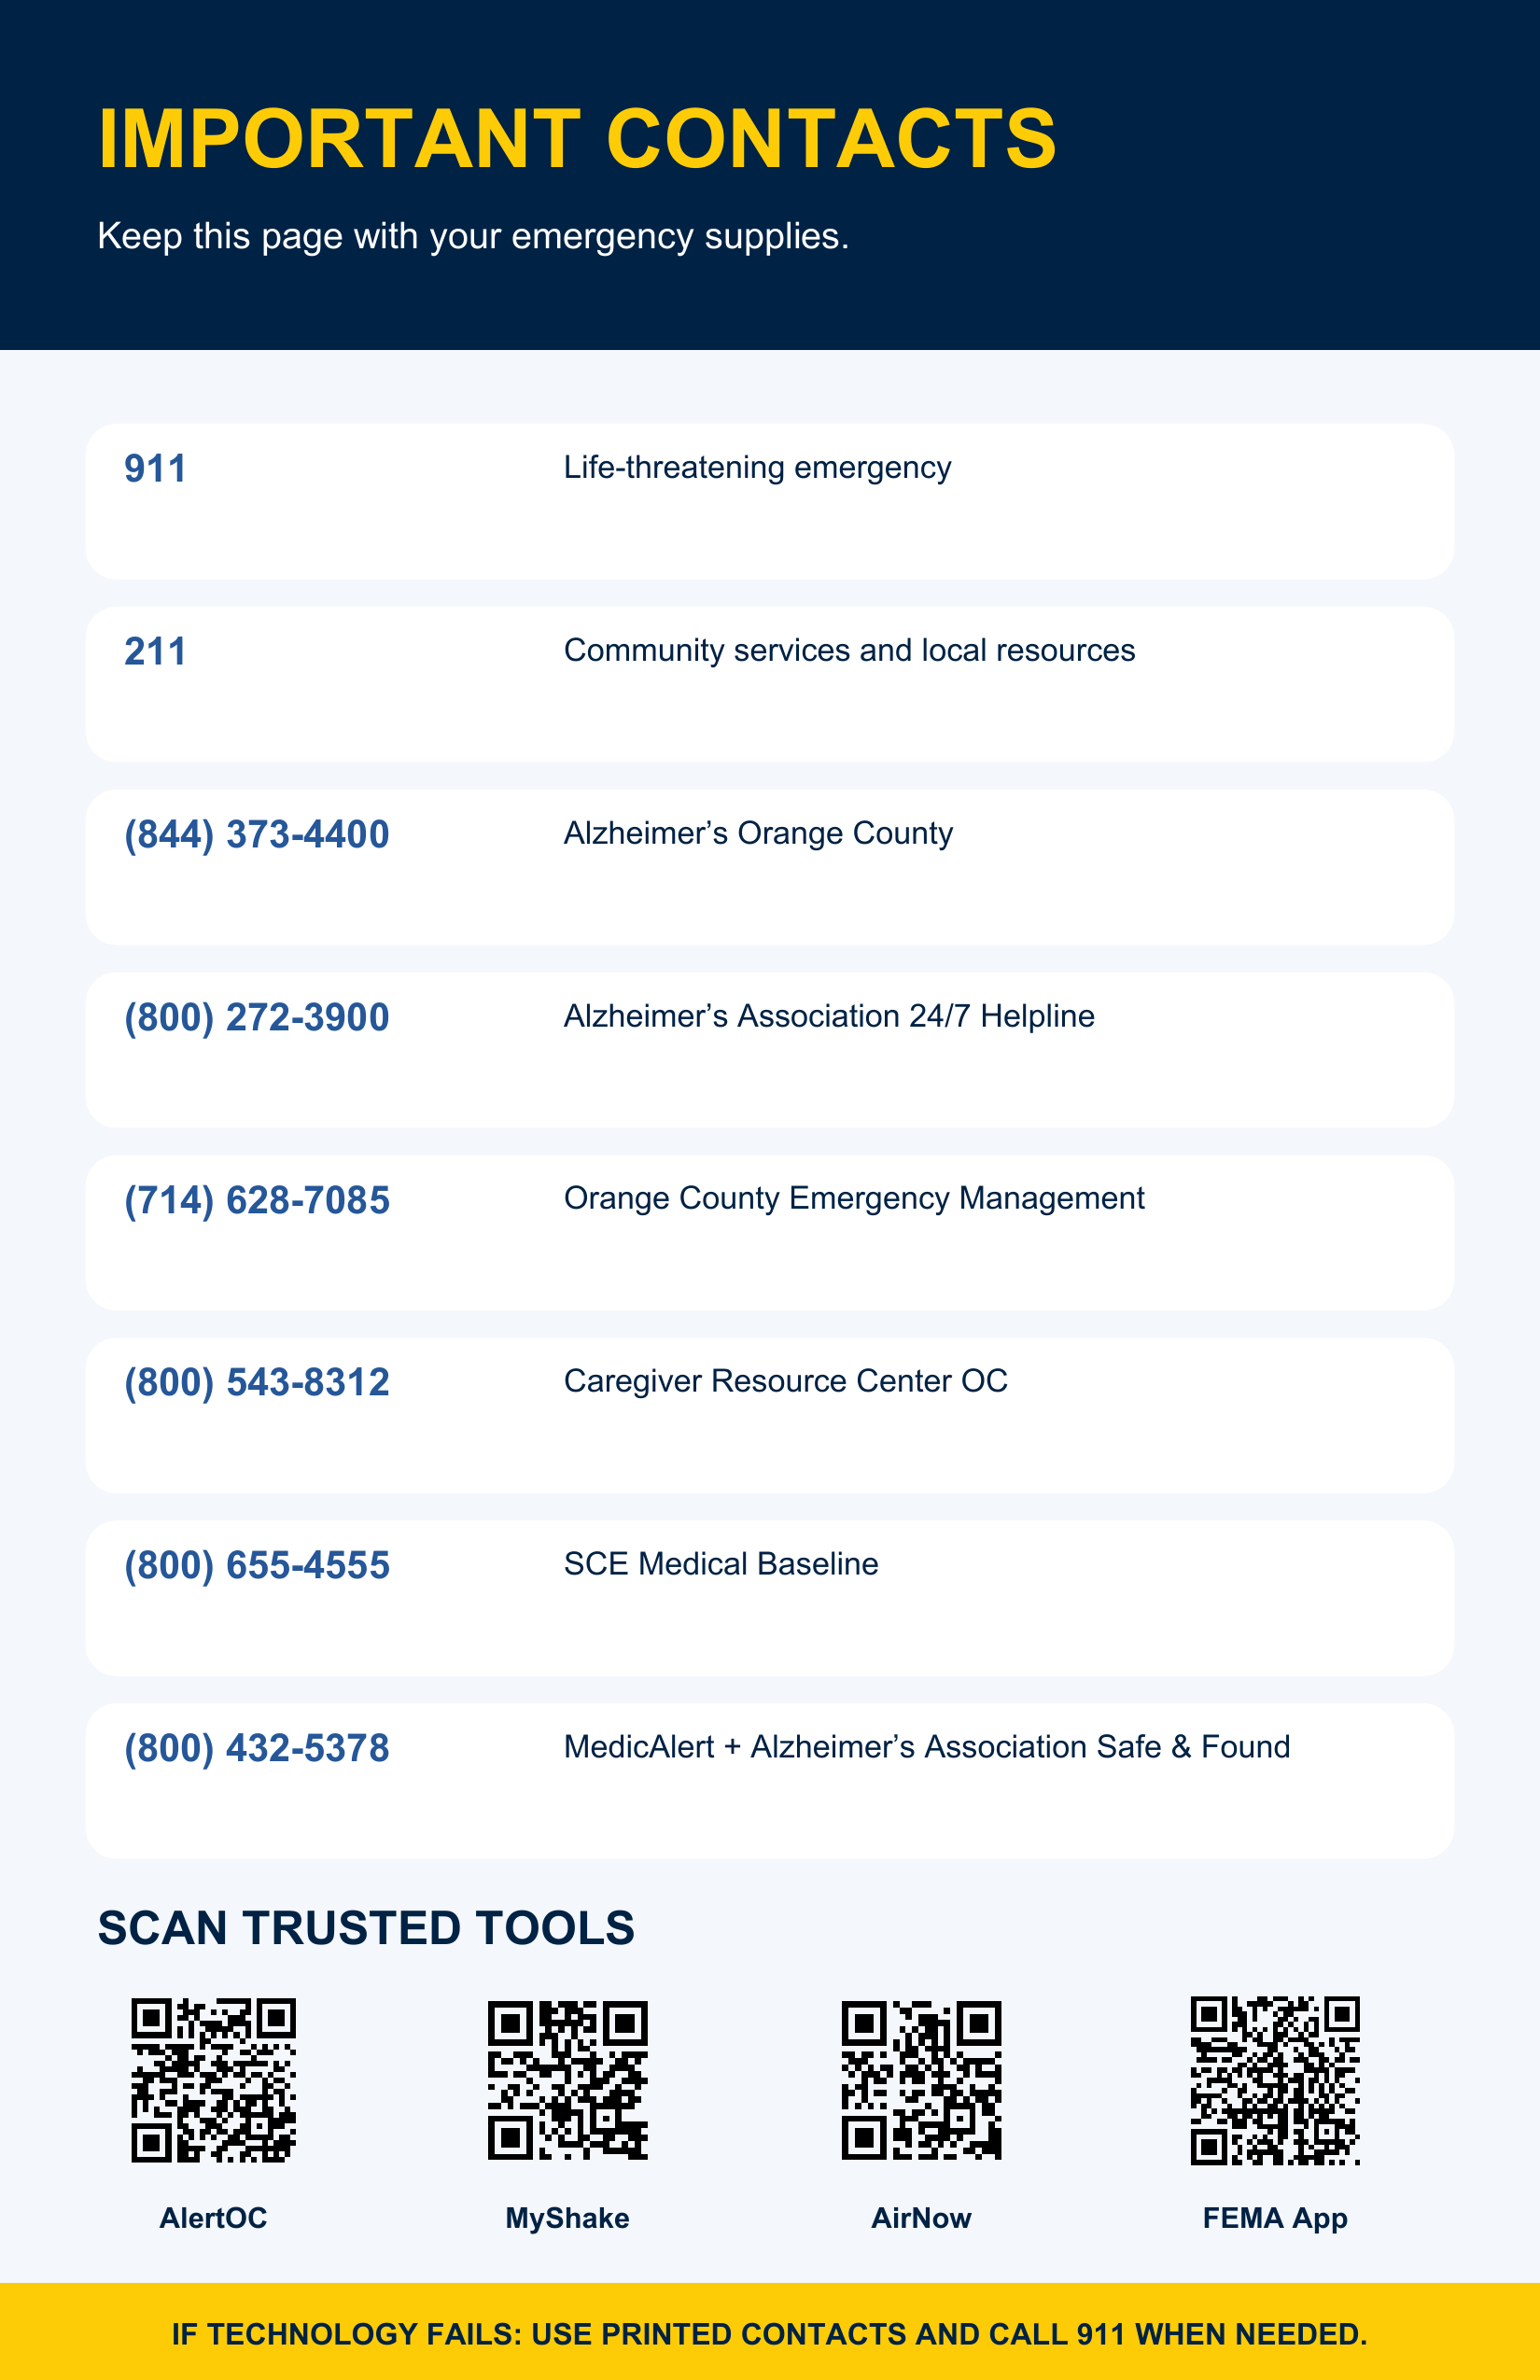 IMPORTANT CONTACTS
Keep this page with your emergency supplies.
911 Life-threatening emergency
211 Community services and local resources
(844) 373-4400 Alzheimer’s Orange County
(800) 272-3900 Alzheimer’s Association 24/7 Helpline
(714) 628-7085 Orange County Emergency Management
(800) 543-8312 Caregiver Resource Center OC
(800) 655-4555 SCE Medical Baseline
(800) 432-5378 MedicAlert + Alzheimer’s Association Safe & Found
SCAN TRUSTED TOOLS
AlertOC MyShake AirNow FEMA App
IF TECHNOLOGY FAILS: USE PRINTED CONTACTS AND CALL 911 WHEN NEEDED.